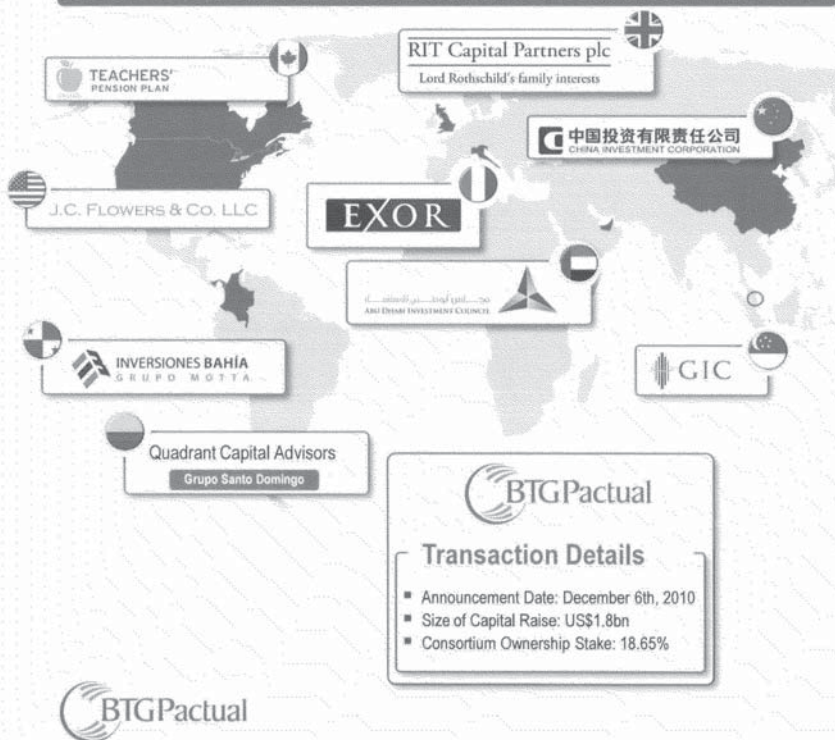 TEACHERS'
PENSION PLAN
RIT Capital Partners plc
Lord Rothschild's family interests
中国投资有限责任公司
CHINA INVESTMENT CORPORATION
J.C. FLOWERS & CO. LLC
EXOR
ABU DHABI INVESTMENT COUNCIL
INVERSIONES BAHÍA
GRUPO MOTTA
GIC
Quadrant Capital Advisors
Grupo Santo Domingo
BTGPactual
Transaction Details
▪ Announcement Date: December 6th, 2010
▪ Size of Capital Raise: US$1.8bn
▪ Consortium Ownership Stake: 18.65%
BTGPactual